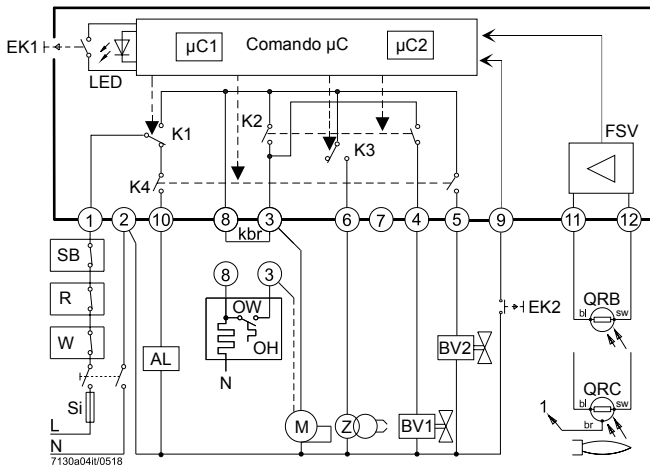 EK1
LED
µC1
Comando µC
µC2
FSV
K1
K2
K3
K4
1
2
10
8
3
6
7
4
5
9
11
12
kbr
SB
R
W
Si
L
N
8
3
OW
OH
N
AL
M
Z
BV1
BV2
EK2
QRB
bl
sw
QRC
bl
sw
br
1
7130a04it/0518